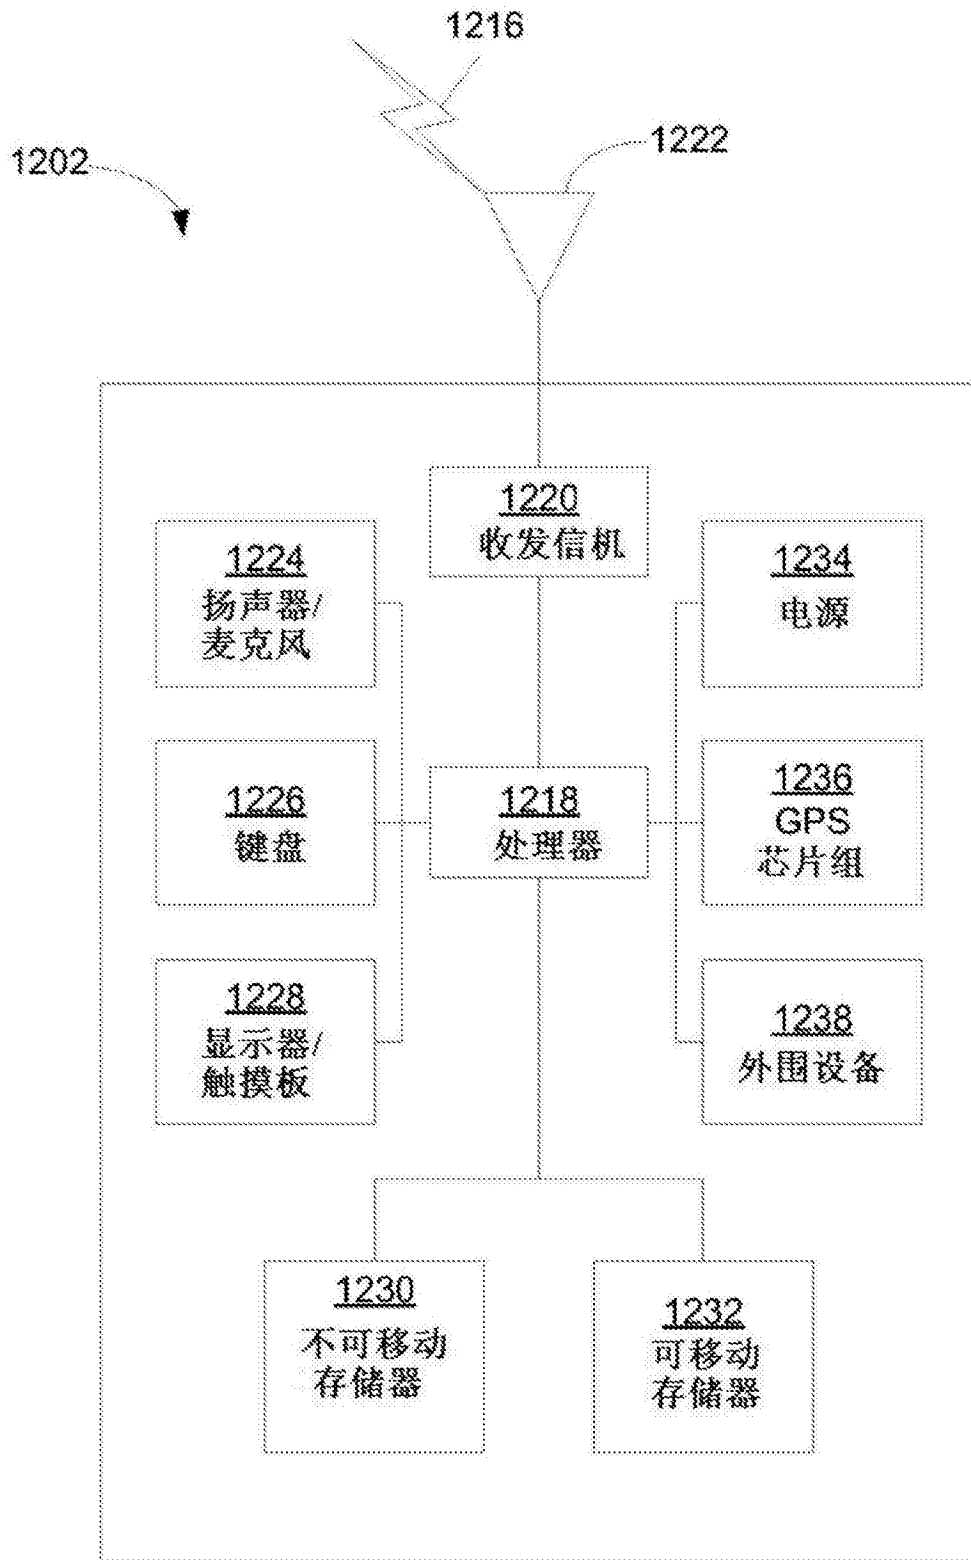 1216
1222
1202
1220
收发信机
1224
扬声器/
麦克风
1234
电源
1226
键盘
1218
处理器
1236
GPS
芯片组
1228
显示器/
触摸板
1238
外围设备
1230
不可移动
存储器
1232
可移动
存储器